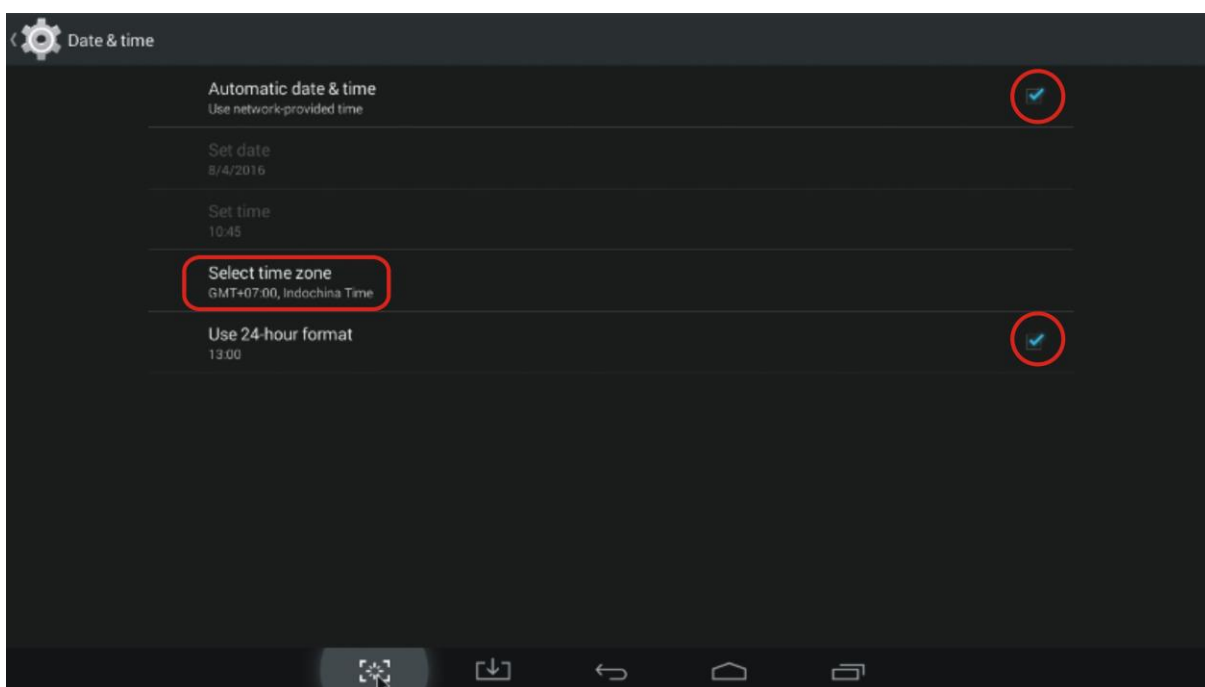 Date & time
Automatic date & time
Use network-provided time
Set date
8/4/2016
Set time
10:45
Select time zone
GMT+07:00, Indochina Time
Use 24-hour format
13:00